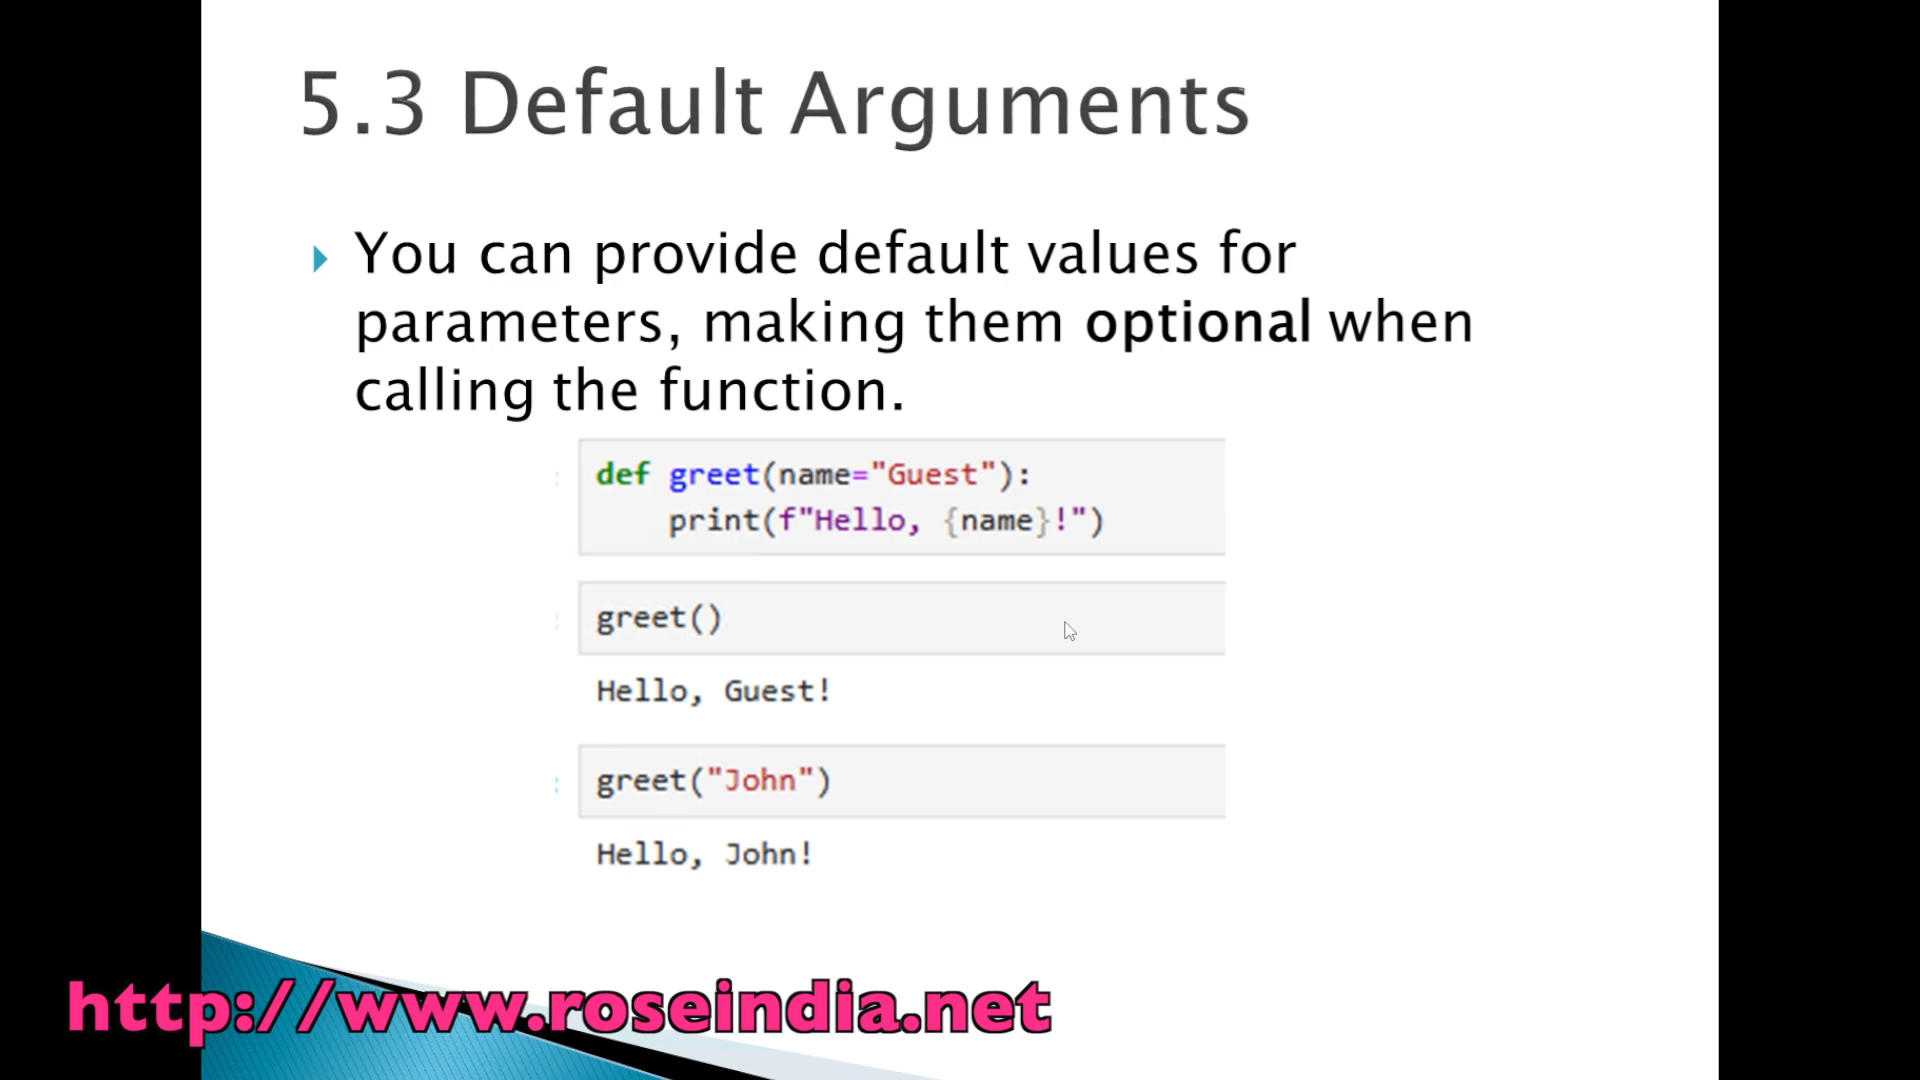 5.3 Default Arguments
You can provide default values for
parameters, making them optional when
calling the function.
def greet(name="Guest"):
    print(f"Hello, {name}!")
greet()
Hello, Guest!
greet("John")
Hello, John!
http://www.roseindia.net